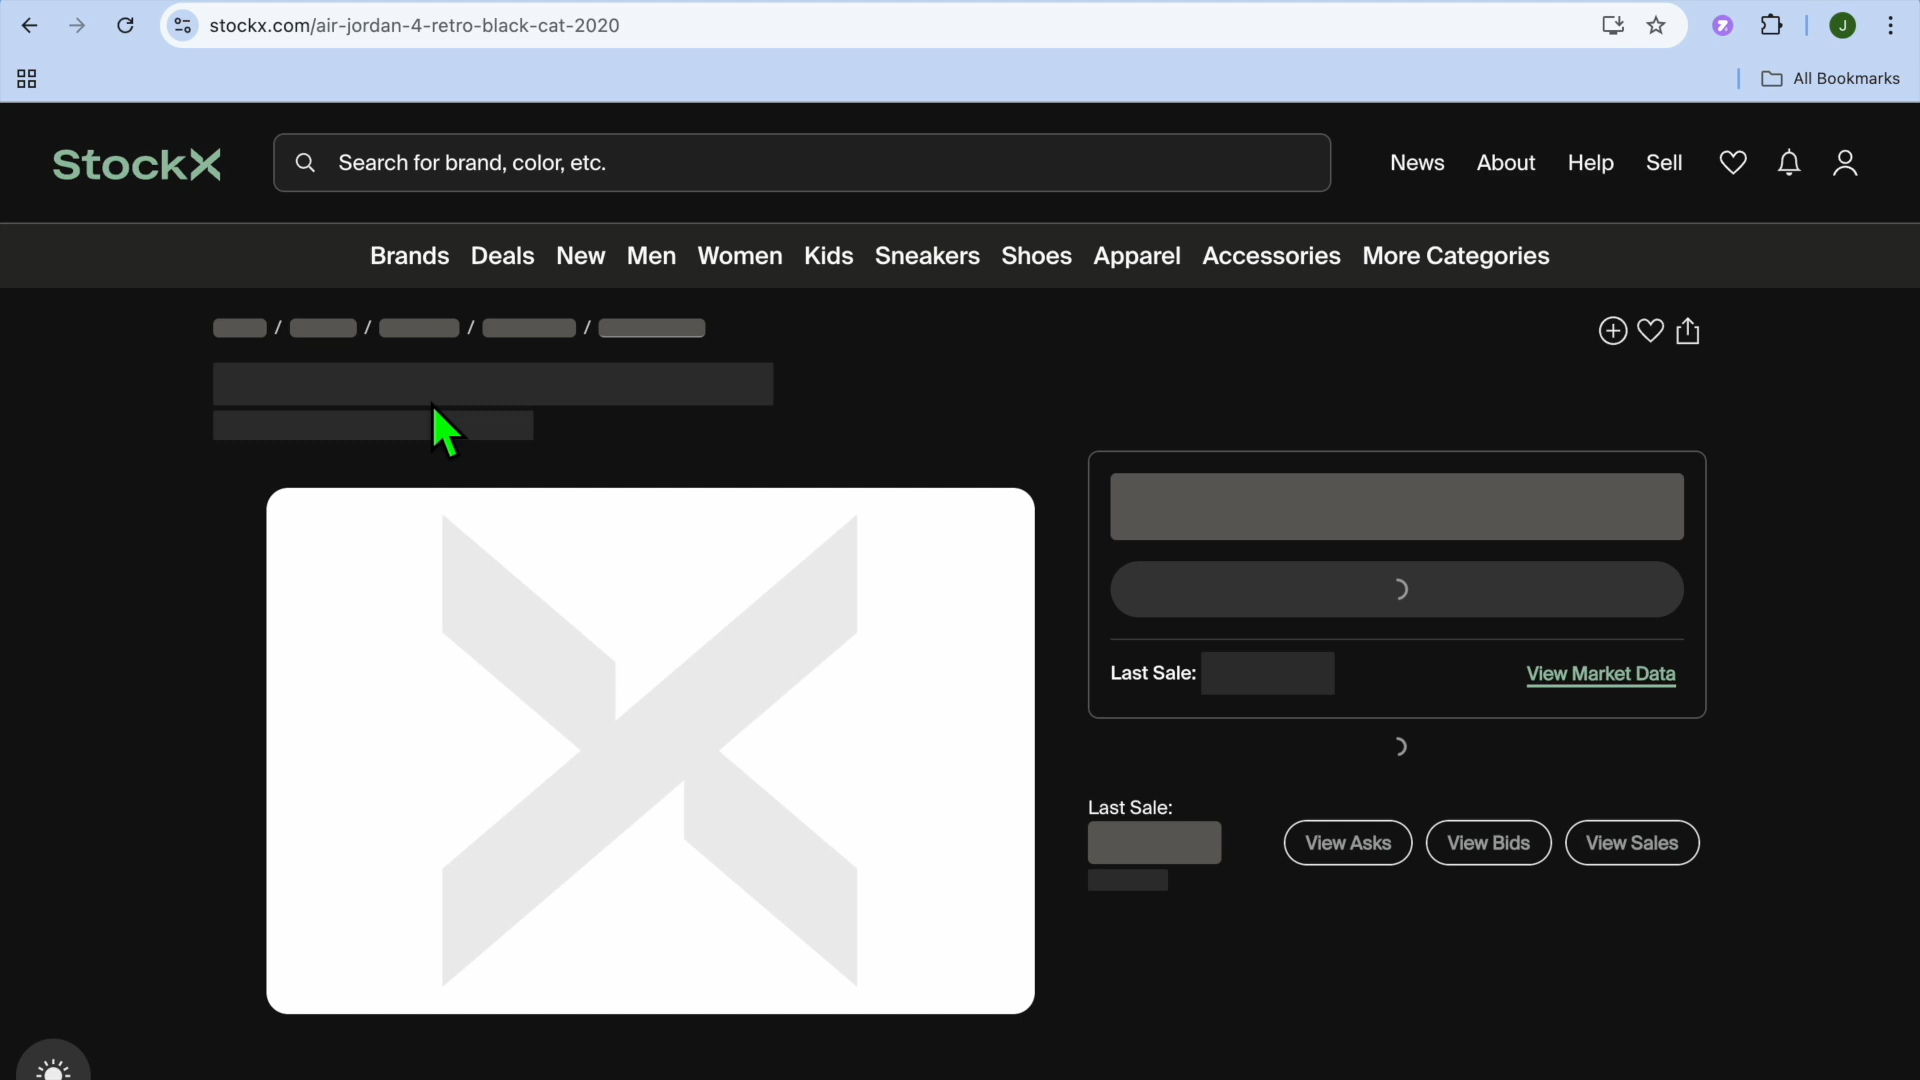 stockx.com/air-jordan-4-retro-black-cat-2020
J
All Bookmarks
StockX
Search for brand, color, etc.
News About Help Sell
Brands Deals New Men Women Kids Sneakers Shoes Apparel Accessories More Categories
/ / / /
Last Sale:
View Market Data
Last Sale:
View Asks View Bids View Sales